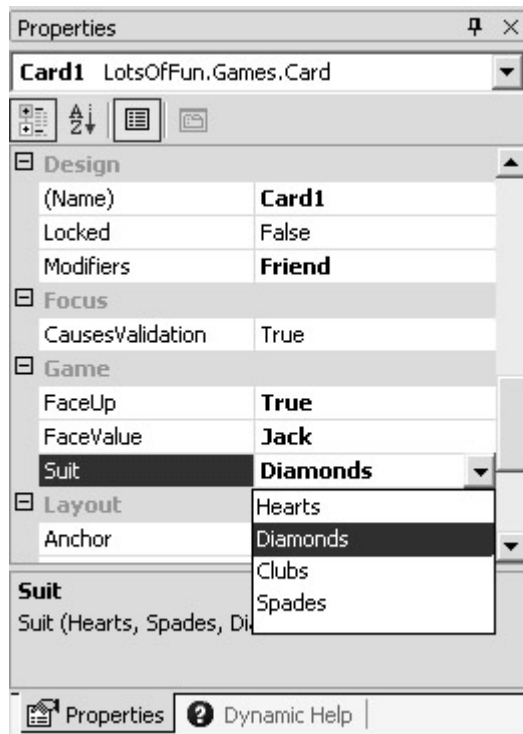 Properties
Card1 LotsOfFun.Games.Card
A
Z
Design
(Name) Card1
Locked False
Modifiers Friend
Focus
CausesValidation True
Game
FaceUp True
FaceValue Jack
Suit Diamonds
Layout
Anchor
Hearts
Diamonds
Clubs
Spades
Suit
Suit (Hearts, Spades, Di
Properties ? Dynamic Help